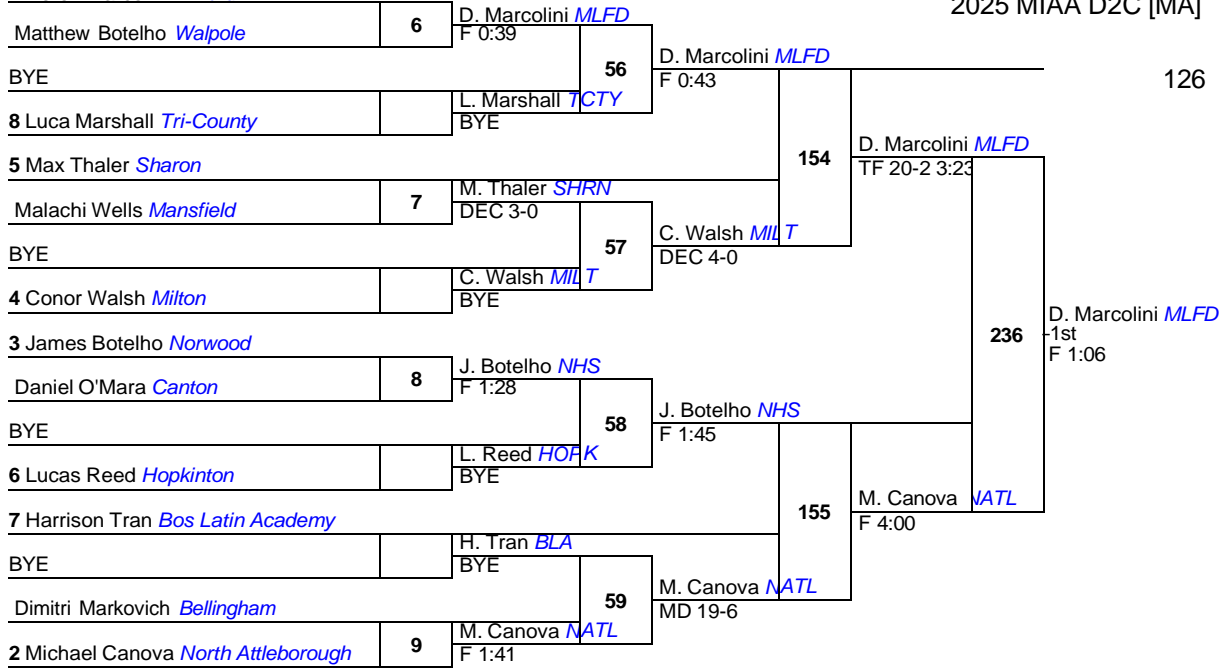 2025 MIAA D2C [MA]
126
Matthew Botelho Walpole
6
D. Marcolini MLFD
F 0:39
BYE
56
D. Marcolini MLFD
F 0:43
8 Luca Marshall Tri-County
L. Marshall TCTY
BYE
5 Max Thaler Sharon
154
D. Marcolini MLFD
TF 20-2 3:23
Malachi Wells Mansfield
7
M. Thaler SHRN
DEC 3-0
BYE
57
C. Walsh MILT
DEC 4-0
4 Conor Walsh Milton
C. Walsh MILT
BYE
236
D. Marcolini MLFD
1st
F 1:06
3 James Botelho Norwood
Daniel O'Mara Canton
8
J. Botelho NHS
F 1:28
BYE
58
J. Botelho NHS
F 1:45
6 Lucas Reed Hopkinton
L. Reed HOPK
BYE
7 Harrison Tran Bos Latin Academy
155
M. Canova NATL
F 4:00
BYE
H. Tran BLA
BYE
Dimitri Markovich Bellingham
59
M. Canova NATL
MD 19-6
2 Michael Canova North Attleborough
9
M. Canova NATL
F 1:41